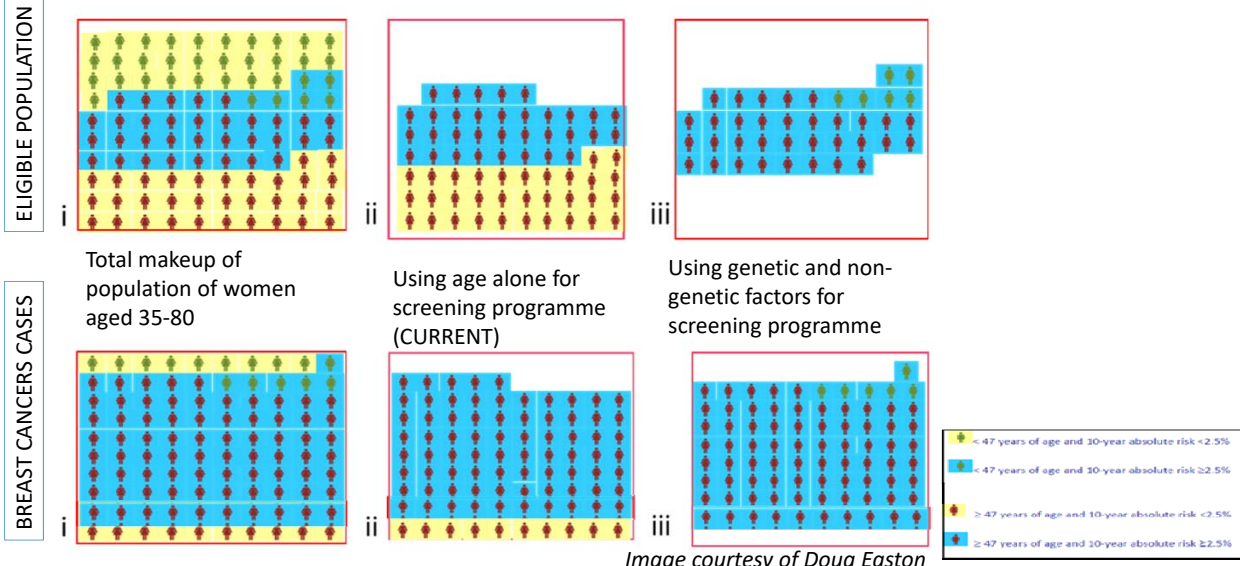 ELIGIBLE POPULATION
i
ii
iii
Total makeup of
population of women
aged 35-80
Using age alone for
screening programme
(CURRENT)
Using genetic and non-
genetic factors for
screening programme
BREAST CANCERS CASES
i
ii
iii
< 47 years of age and 10-year absolute risk <2.5%
< 47 years of age and 10-year absolute risk ≥2.5%
≥ 47 years of age and 10-year absolute risk <2.5%
≥ 47 years of age and 10-year absolute risk ≥2.5%
Image courtesy of Doug Easton